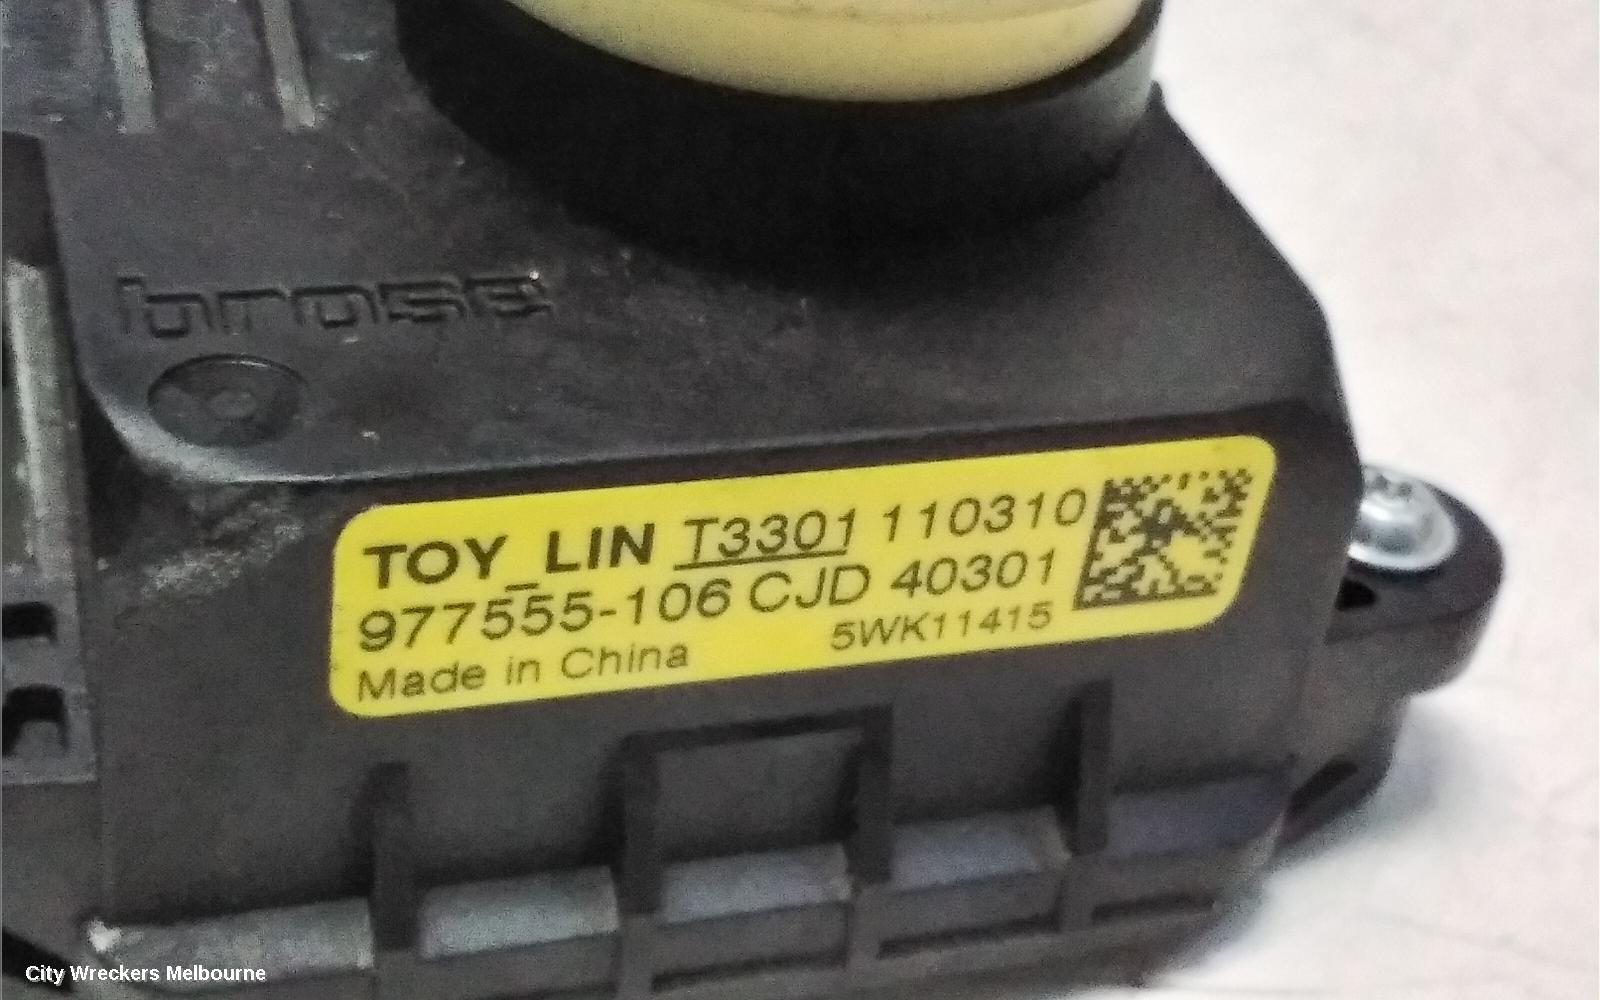 brose
TOY_LIN T3301 110310
977555-106 CJD 40301
Made in China 5WK11415
City Wreckers Melbourne